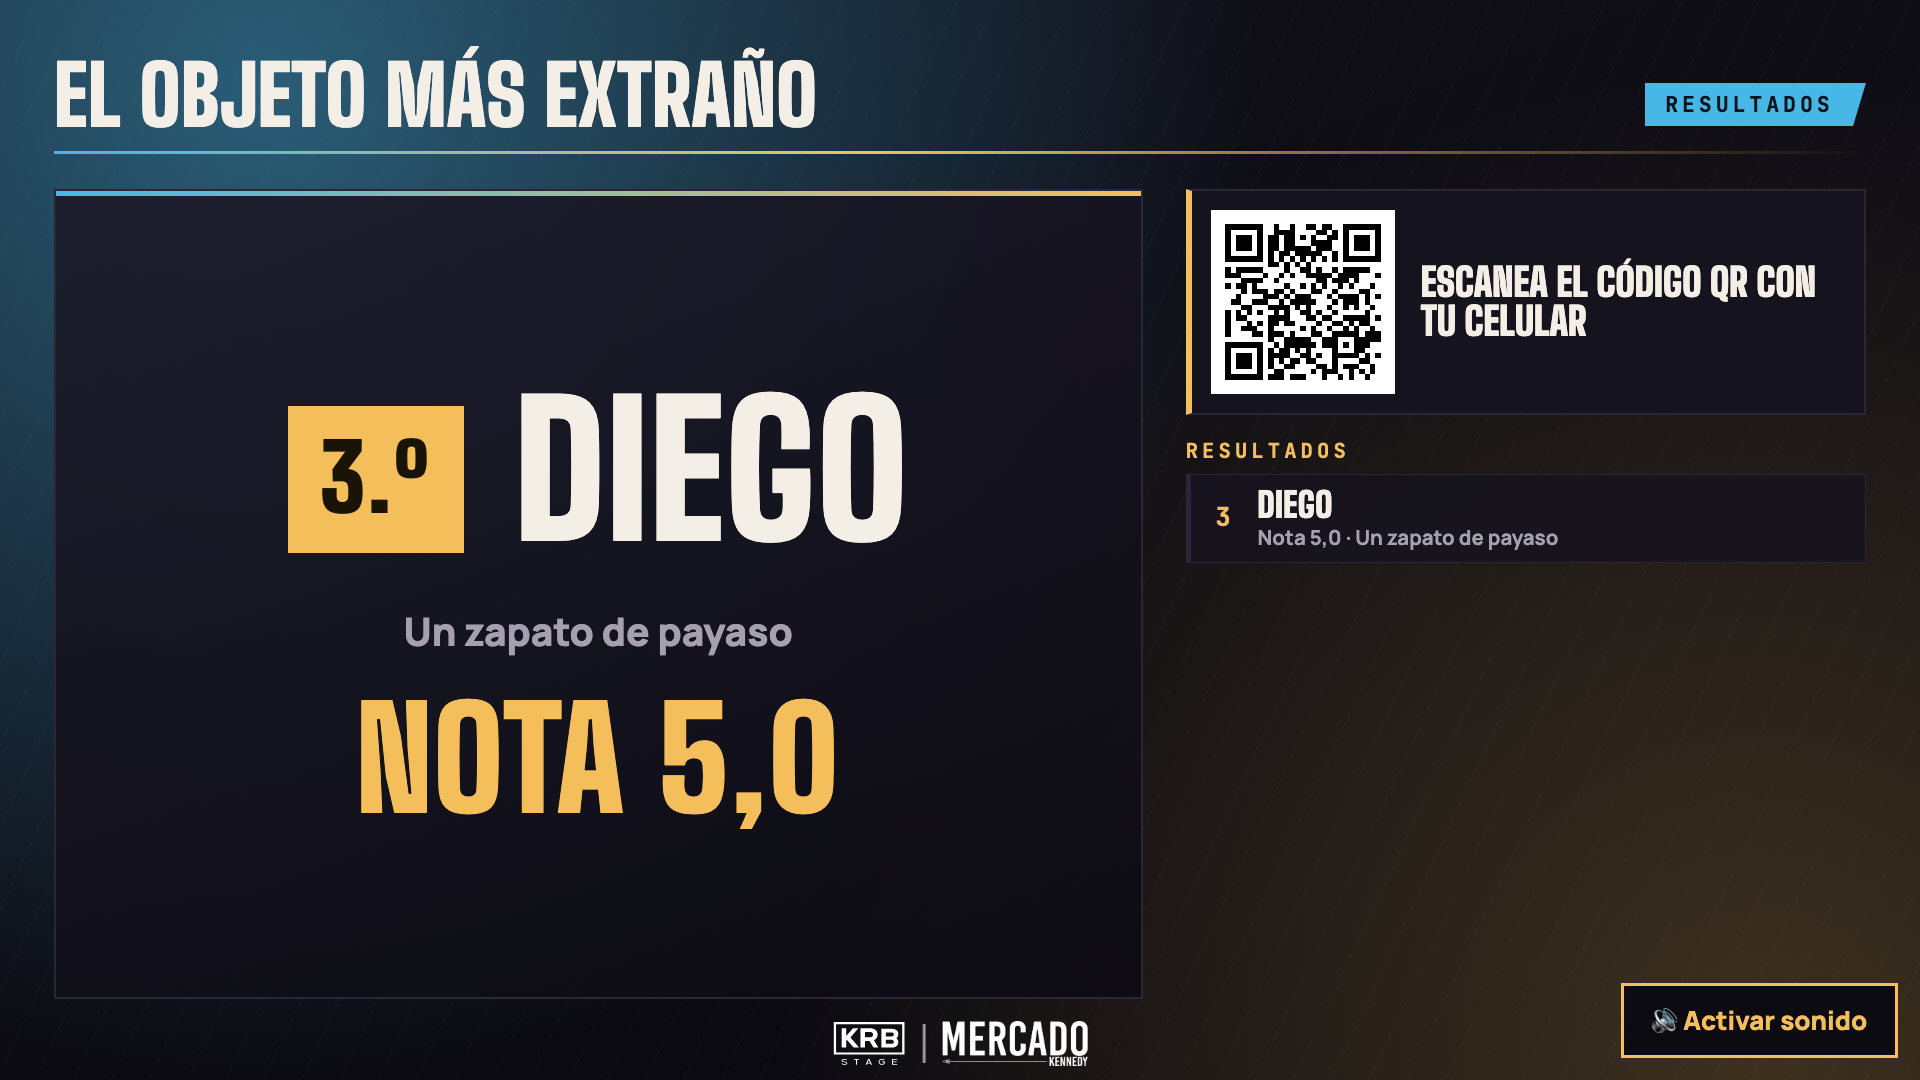 EL OBJETO MÁS EXTRAÑO
RESULTADOS
3.º DIEGO
Un zapato de payaso
NOTA 5,0
ESCANEA EL CÓDIGO QR CON
TU CELULAR
RESULTADOS
3 DIEGO
Nota 5,0 · Un zapato de payaso
KRB
STAGE
MERCADO
KENNEDY
🔊 Activar sonido